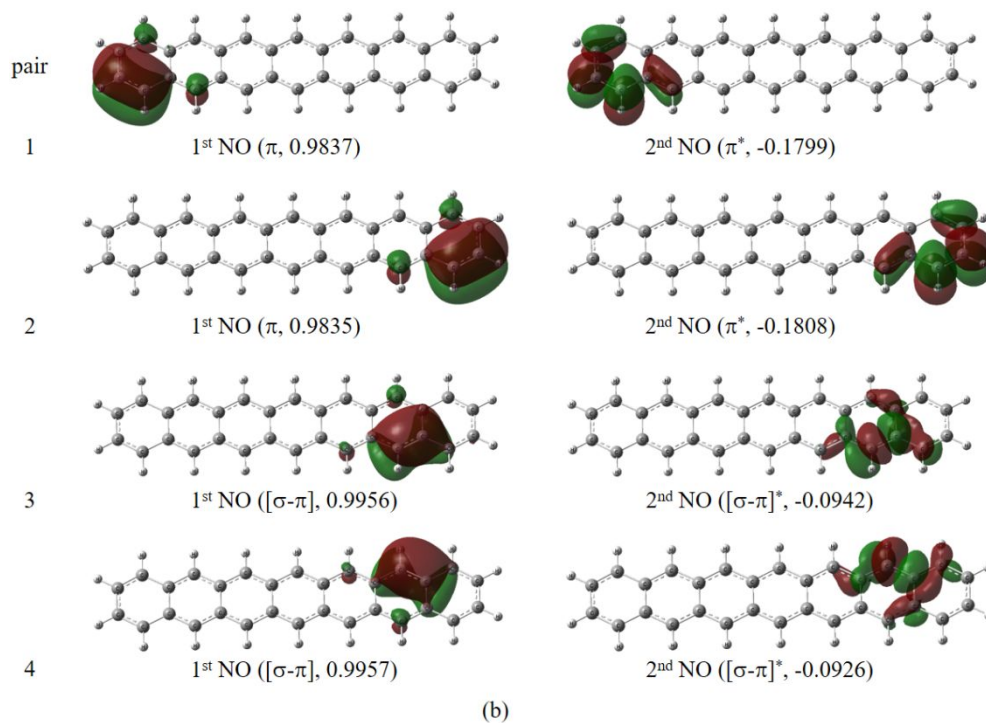 pair
1 1st NO (π, 0.9837) 2nd NO (π*, -0.1799)
2 1st NO (π, 0.9835) 2nd NO (π*, -0.1808)
3 1st NO ([σ-π], 0.9956) 2nd NO ([σ-π]*, -0.0942)
4 1st NO ([σ-π], 0.9957) 2nd NO ([σ-π]*, -0.0926)
(b)